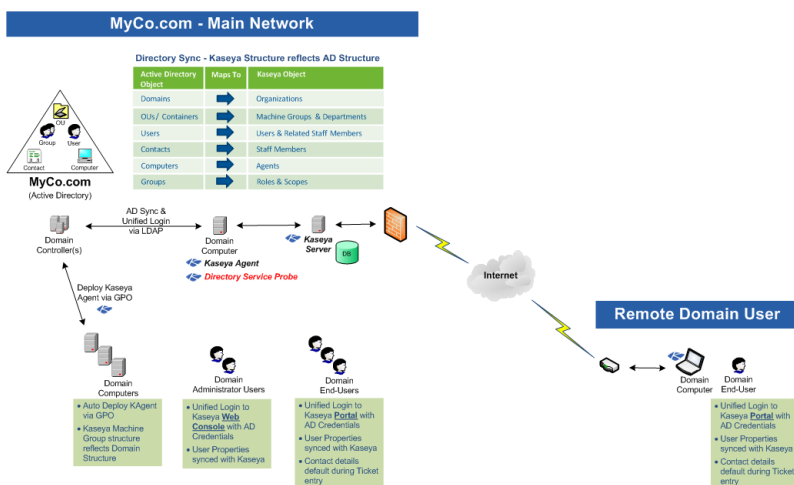 MyCo.com - Main Network
Directory Sync - Kaseya Structure reflects AD Structure
Active Directory Object Maps To Kaseya Object
Domains Organizations
OUs/ Containers Machine Groups & Departments
Users Users & Related Staff Members
Contacts Staff Members
Computers Agents
Groups Roles & Scopes
OU
Group User
Contact Computer
MyCo.com
(Active Directory)
AD Sync &
Unified Login
via LDAP
Domain
Controller(s)
Domain
Computer
Kaseya
Server
DB
Kaseya Agent
Directory Service Probe
Internet
Deploy Kaseya
Agent via GPO
Remote Domain User
Domain
Computers
• Auto Deploy KAgent
via GPO
• Kaseya Machine
Group structure
reflects Domain
Structure
Domain
Administrator Users
• Unified Login to
Kaseya Web
Console with AD
Credentials
• User Properties
synced with Kaseya
Domain
End-Users
• Unified Login to
Kaseya Portal with
AD Credentials
• User Properties
synced with Kaseya
• Contact details
default during Ticket
entry
Domain
Computer
Domain
End-User
• Unified Login to
Kaseya Portal with
AD Credentials
• User Properties
synced with Kaseya
• Contact details
default during Ticket
entry